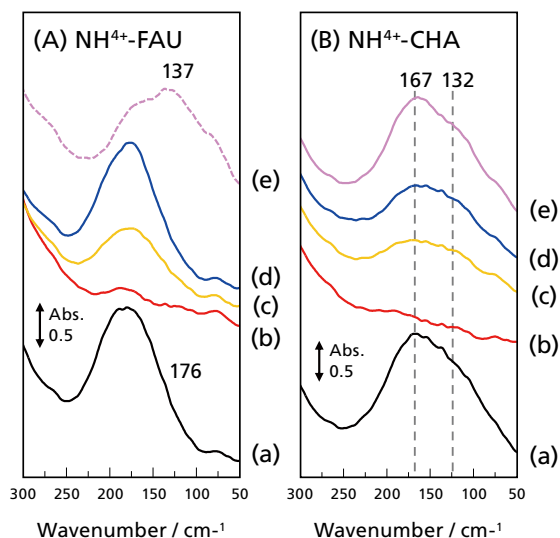 (A) NH⁴⁺-FAU
137
(e)
(d)
(c)
(b)
(a)
Abs.
0.5
176
300 250 200 150 100 50
Wavenumber / cm⁻¹
(B) NH⁴⁺-CHA
167 132
(e)
(d)
(c)
(b)
(a)
Abs.
0.5
300 250 200 150 100 50
Wavenumber / cm⁻¹